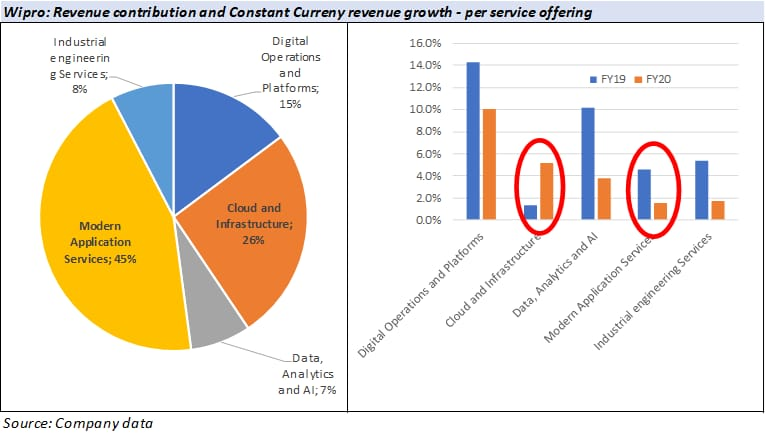 Wipro: Revenue contribution and Constant Curreny revenue growth - per service offering
Industrial
engineerin
g Services;
8%
Digital
Operations
and
Platforms;
15%
Cloud and
Infrastructure;
26%
Modern
Application
Services; 45%
Data,
Analytics
and AI; 7%
16.0%
14.0%
12.0%
10.0%
8.0%
6.0%
4.0%
2.0%
0.0%
FY19 FY20
Digital Operations and Platforms
Cloud and Infrastructure
Data, Analytics and AI
Modern Application Services
Industrial engineering Services
Source: Company data